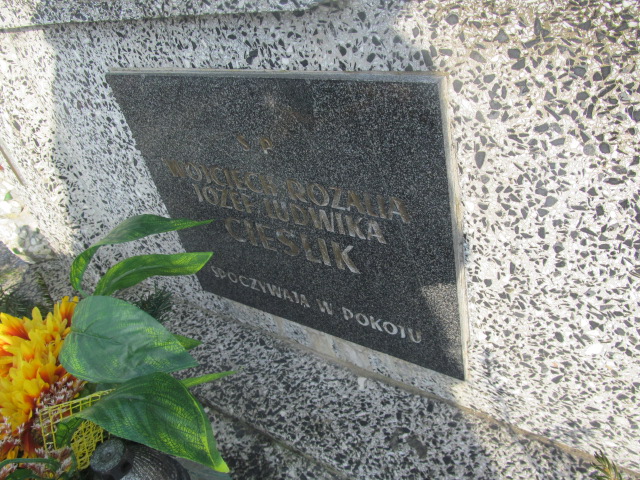 Ś.P.
WOJCIECH ROZALIA
JÓZEF LUDWIKA
CIEŚLIK
SPOCZYWAJĄ W POKOJU